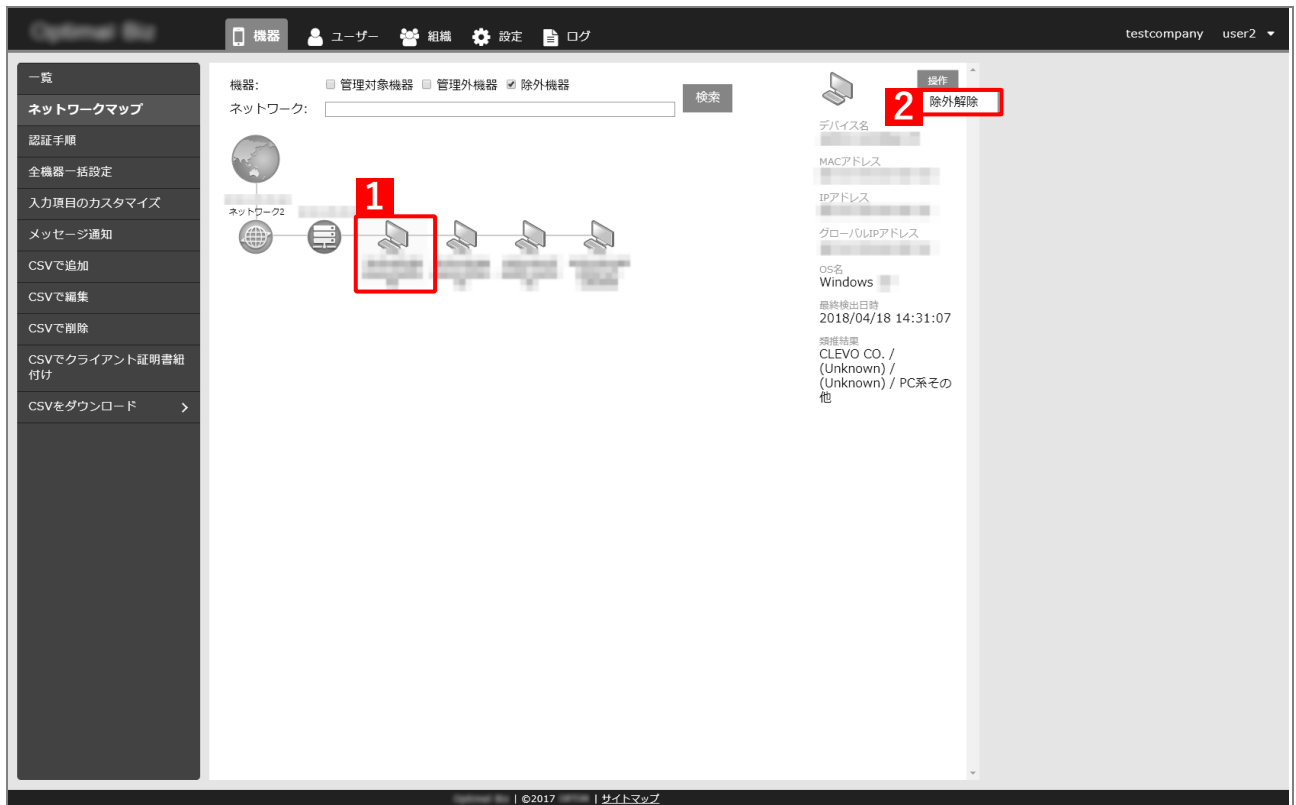 機器
ユーザー
組織
設定
ログ
testcompany user2
一覧
ネットワークマップ
認証手順
全機器一括設定
入力項目のカスタマイズ
メッセージ通知
CSVで追加
CSVで編集
CSVで削除
CSVでクライアント証明書紐
付け
CSVをダウンロード
機器: 管理対象機器 管理外機器 除外機器
ネットワーク:
検索
ネットワーク2
1
操作
2
除外解除
デバイス名
MACアドレス
IPアドレス
グローバルIPアドレス
OS名
Windows
最終検出日時
2018/04/18 14:31:07
類推結果
CLEVO CO. /
(Unknown) /
(Unknown) / PC系その
他
| ©2017 | サイトマップ